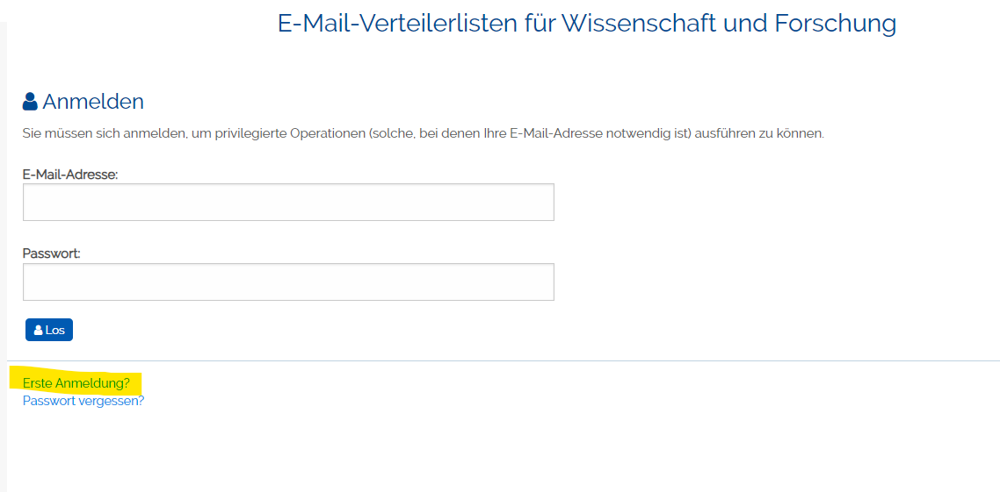 E-Mail-Verteilerlisten für Wissenschaft und Forschung
Anmelden
Sie müssen sich anmelden, um privilegierte Operationen (solche, bei denen Ihre E-Mail-Adresse notwendig ist) ausführen zu können.
E-Mail-Adresse:
Passwort:
Los
Erste Anmeldung?
Passwort vergessen?